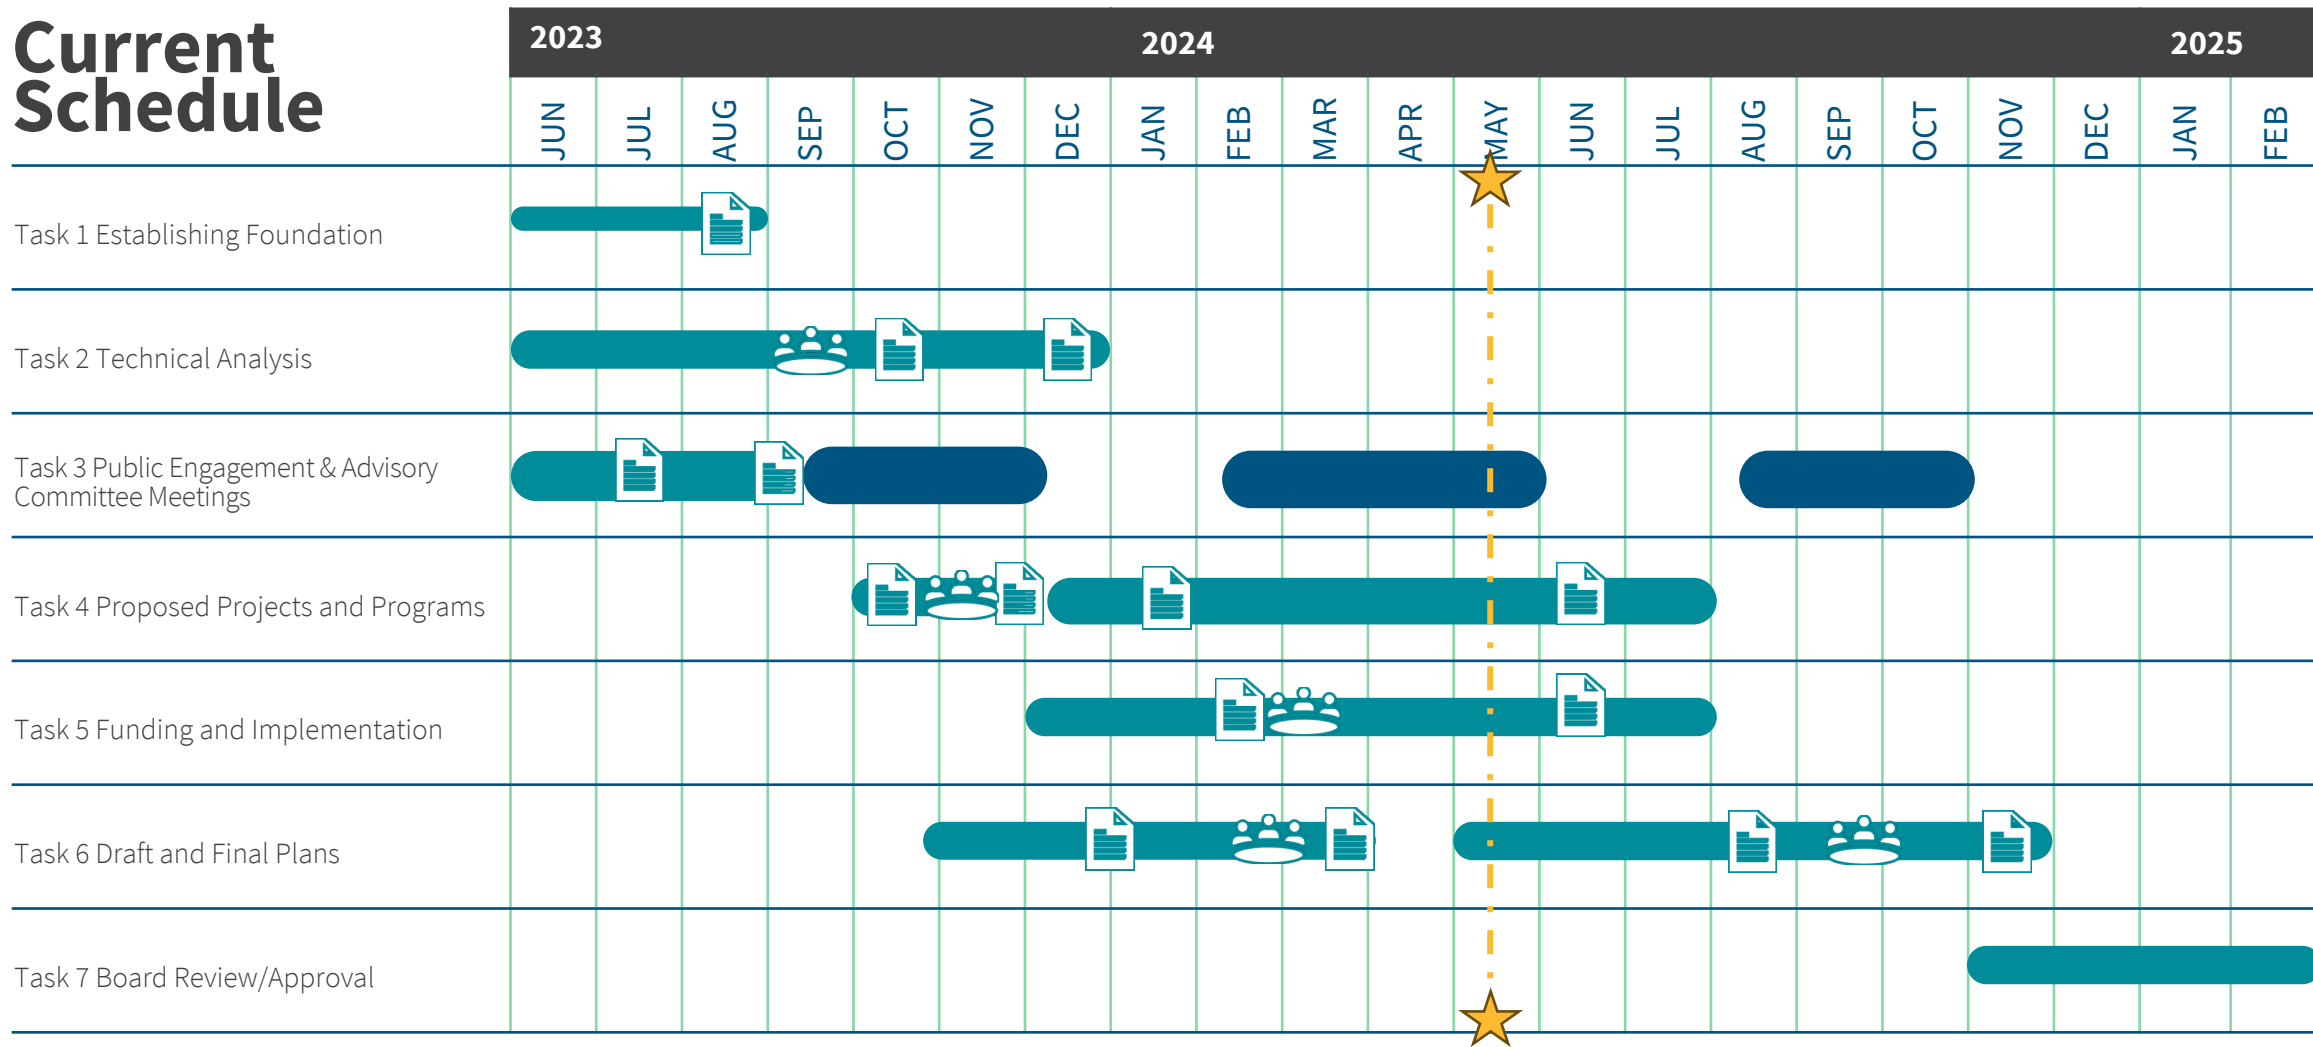 Current
Schedule
2023
2024
2025
JUN
JUL
AUG
SEP
OCT
NOV
DEC
JAN
FEB
MAR
APR
MAY
JUN
JUL
AUG
SEP
OCT
NOV
DEC
JAN
FEB
Task 1 Establishing Foundation
Task 2 Technical Analysis
Task 3 Public Engagement & Advisory
Committee Meetings
Task 4 Proposed Projects and Programs
Task 5 Funding and Implementation
Task 6 Draft and Final Plans
Task 7 Board Review/Approval